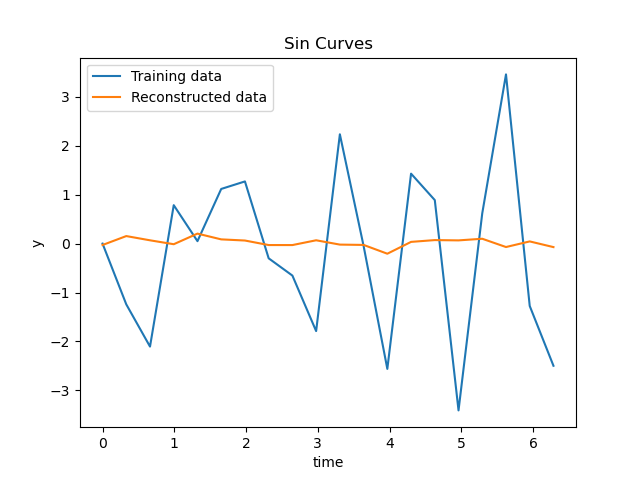 Sin Curves
Training data
Reconstructed data
3
2
1
0
−1
−2
−3
y
0 1 2 3 4 5 6
time